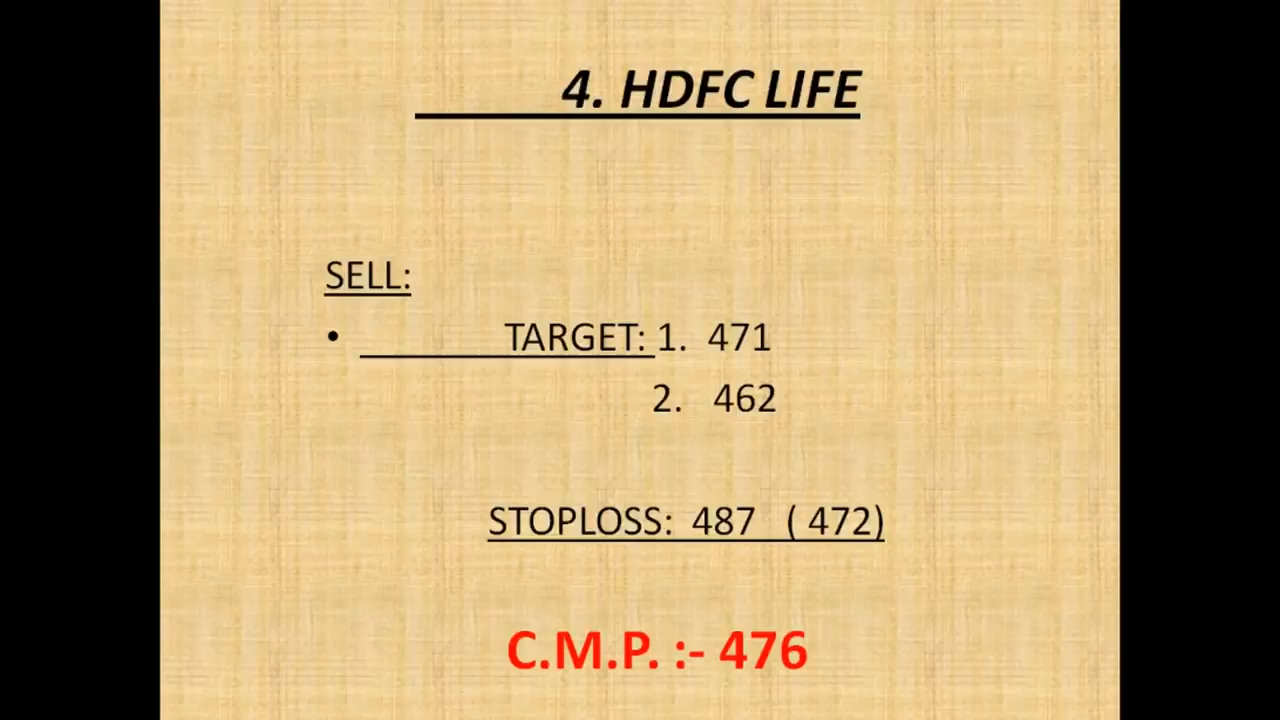 4. HDFC LIFE
SELL:
• TARGET: 1. 471
2. 462
STOPLOSS: 487 ( 472)
C.M.P. :- 476